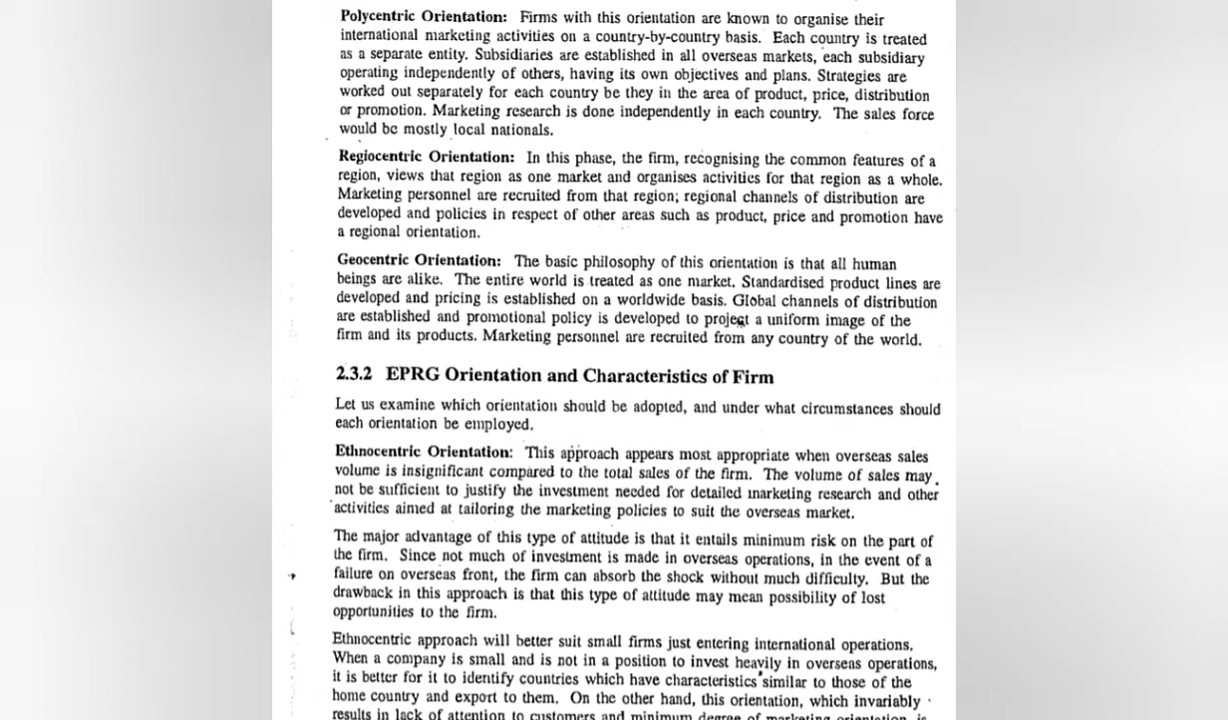 Polycentric Orientation: Firms with this orientation are known to organise their
international marketing activities on a country-by-country basis. Each country is treated
as a separate entity. Subsidiaries are established in all overseas markets, each subsidiary
operating independently of others, having its own objectives and plans. Strategies are
worked out separately for each country be they in the area of product, price, distribution
or promotion. Marketing research is done independently in each country. The sales force
would be mostly local nationals.
Regiocentric Orientation: In this phase, the firm, recognising the common features of a
region, views that region as one market and organises activities for that region as a whole.
Marketing personnel are recruited from that region; regional channels of distribution are
developed and policies in respect of other areas such as product, price and promotion have
a regional orientation.
Geocentric Orientation: The basic philosophy of this orientation is that all human
beings are alike. The entire world is treated as one market. Standardised product lines are
developed and pricing is established on a worldwide basis. Global channels of distribution
are established and promotional policy is developed to project a uniform image of the
firm and its products. Marketing personnel are recruited from any country of the world.
2.3.2 EPRG Orientation and Characteristics of Firm
Let us examine which orientation should be adopted, and under what circumstances should
each orientation be employed.
Ethnocentric Orientation: This approach appears most appropriate when overseas sales
volume is insignificant compared to the total sales of the firm. The volume of sales may
not be sufficient to justify the investment needed for detailed marketing research and other
activities aimed at tailoring the marketing policies to suit the overseas market.
The major advantage of this type of attitude is that it entails minimum risk on the part of
the firm. Since not much of investment is made in overseas operations, in the event of a
failure on overseas front, the firm can absorb the shock without much difficulty. But the
drawback in this approach is that this type of attitude may mean possibility of lost
opportunities to the firm.
Ethnocentric approach will better suit small firms just entering international operations.
When a company is small and is not in a position to invest heavily in overseas operations,
it is better for it to identify countries which have characteristics similar to those of the
home country and export to them. On the other hand, this orientation, which invariably
results in lack of attention to customers and minimum degree of marketing orientation, is